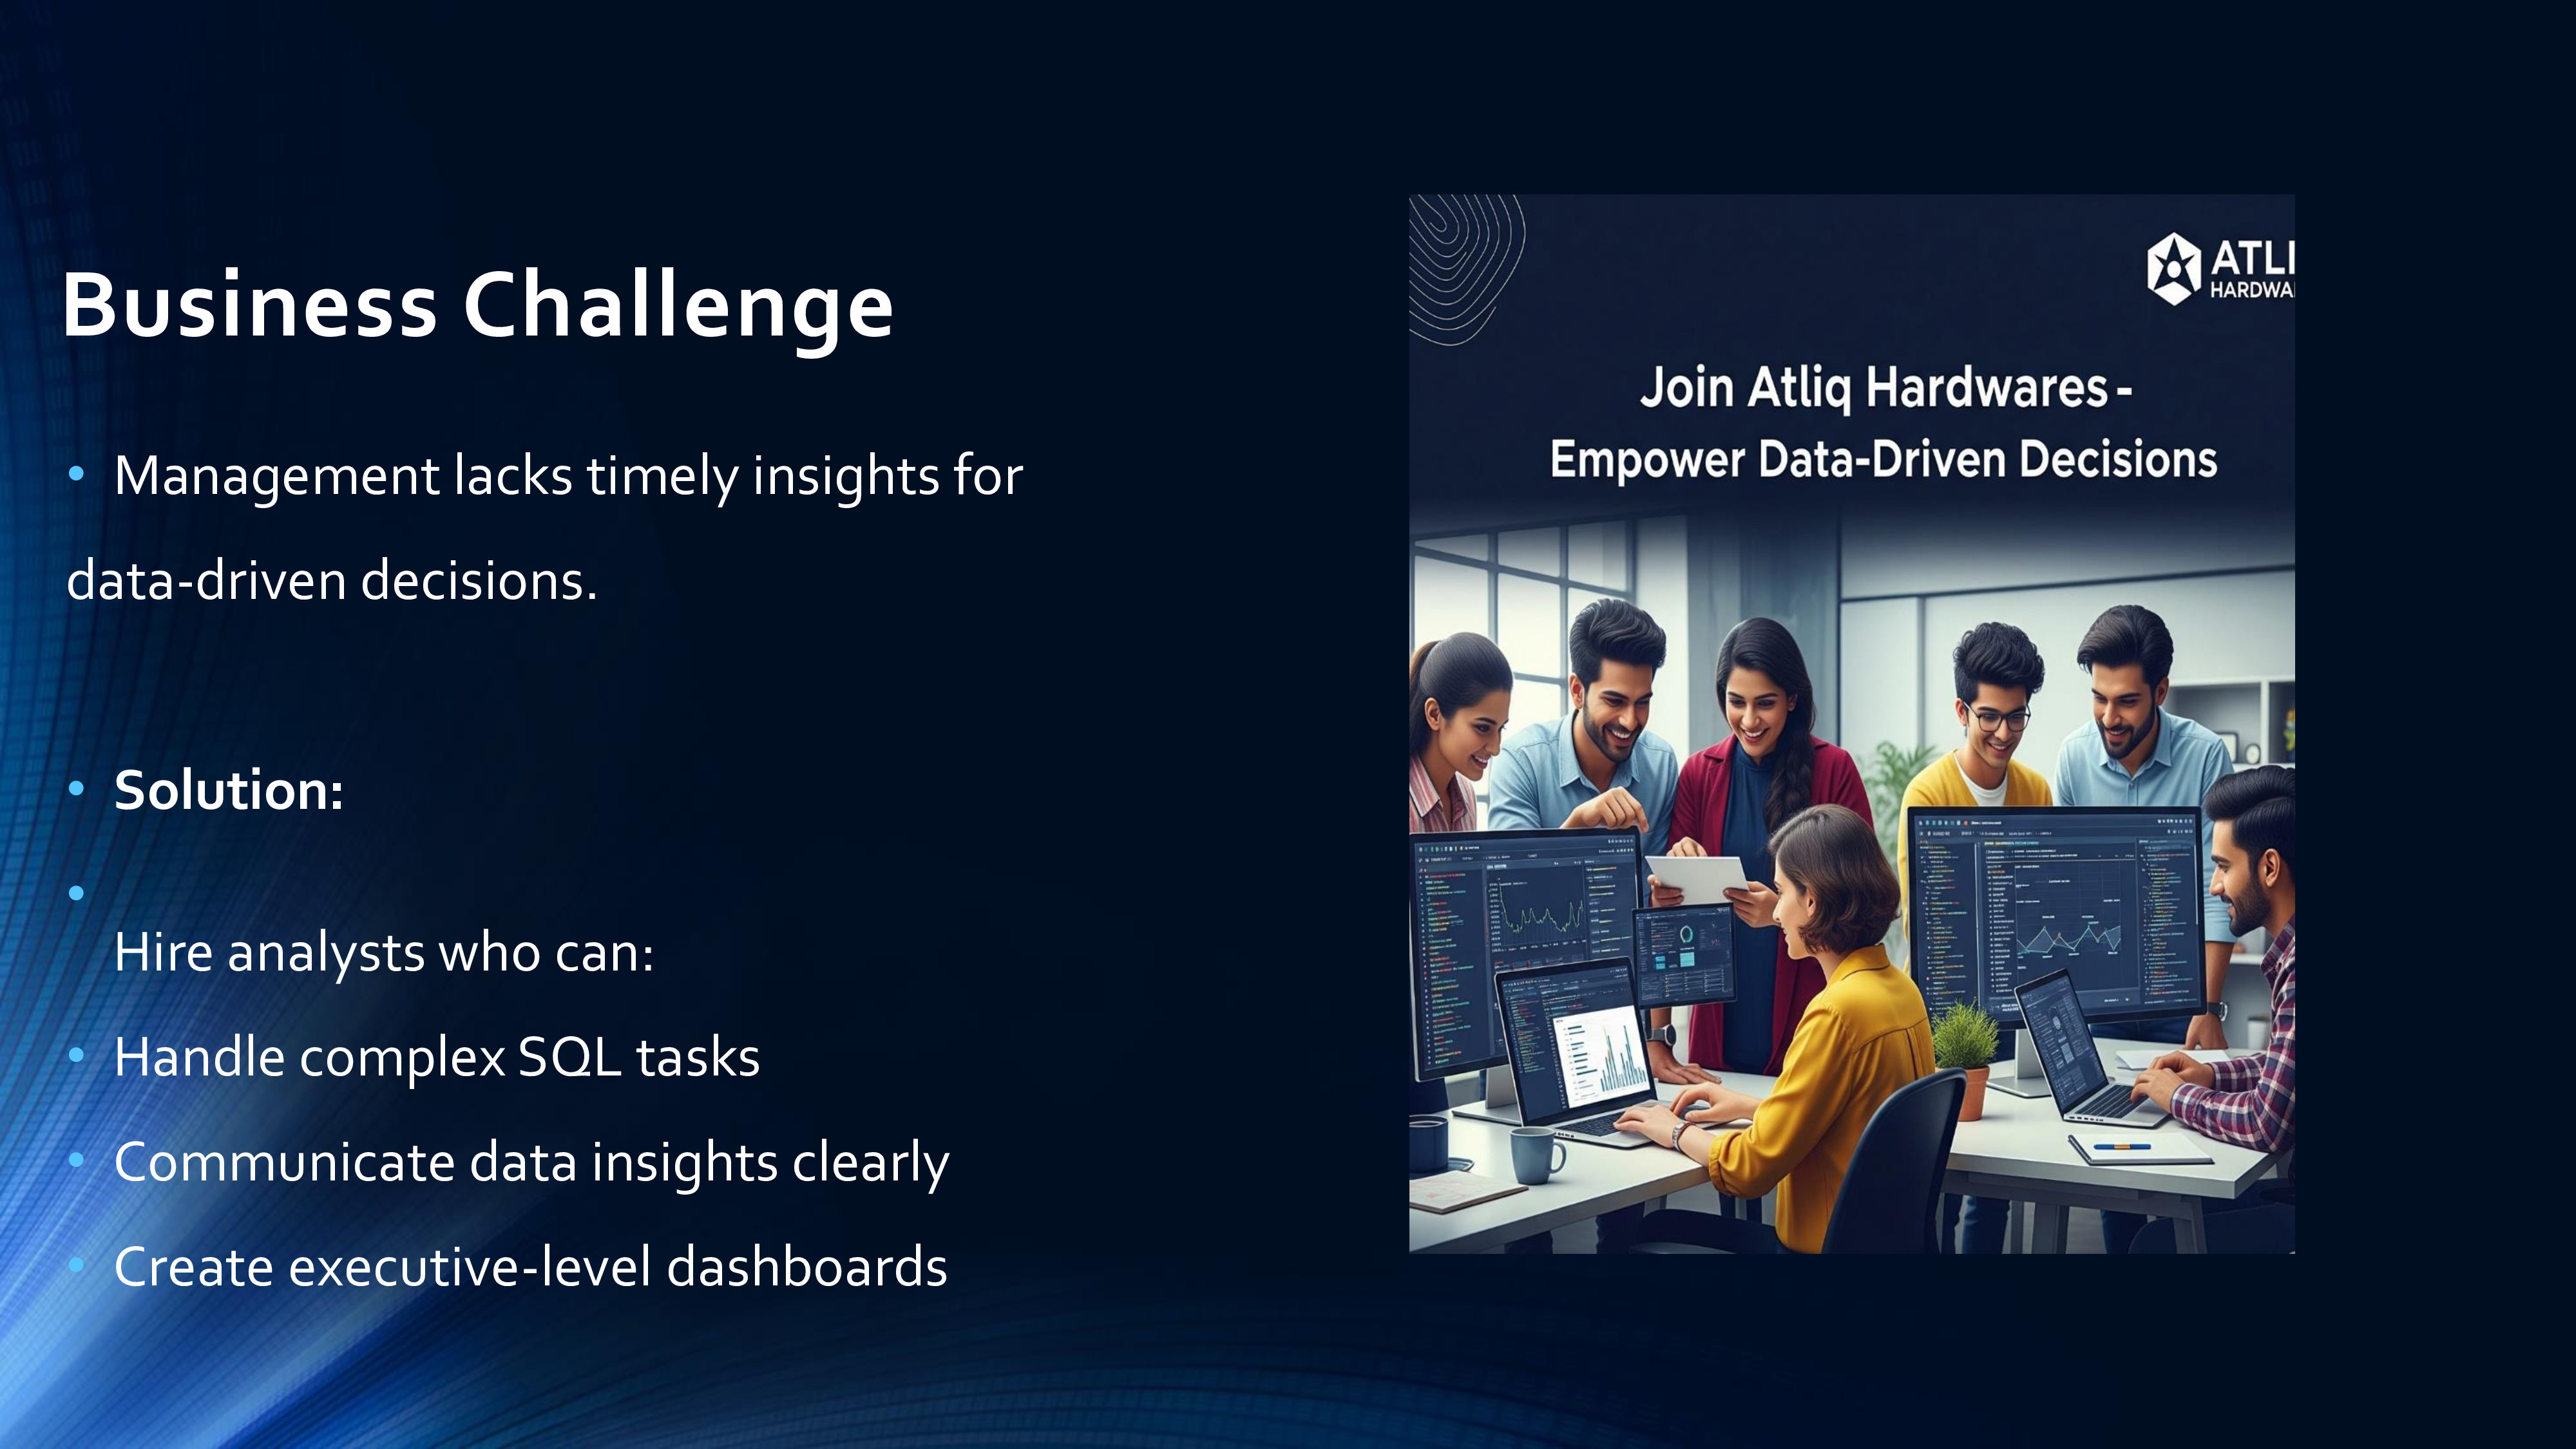 Business Challenge
• Management lacks timely insights for
data-driven decisions.
• Solution:
•
Hire analysts who can:
• Handle complex SQL tasks
• Communicate data insights clearly
• Create executive-level dashboards
ATLI
HARDWA
Join Atliq Hardwares -
Empower Data-Driven Decisions